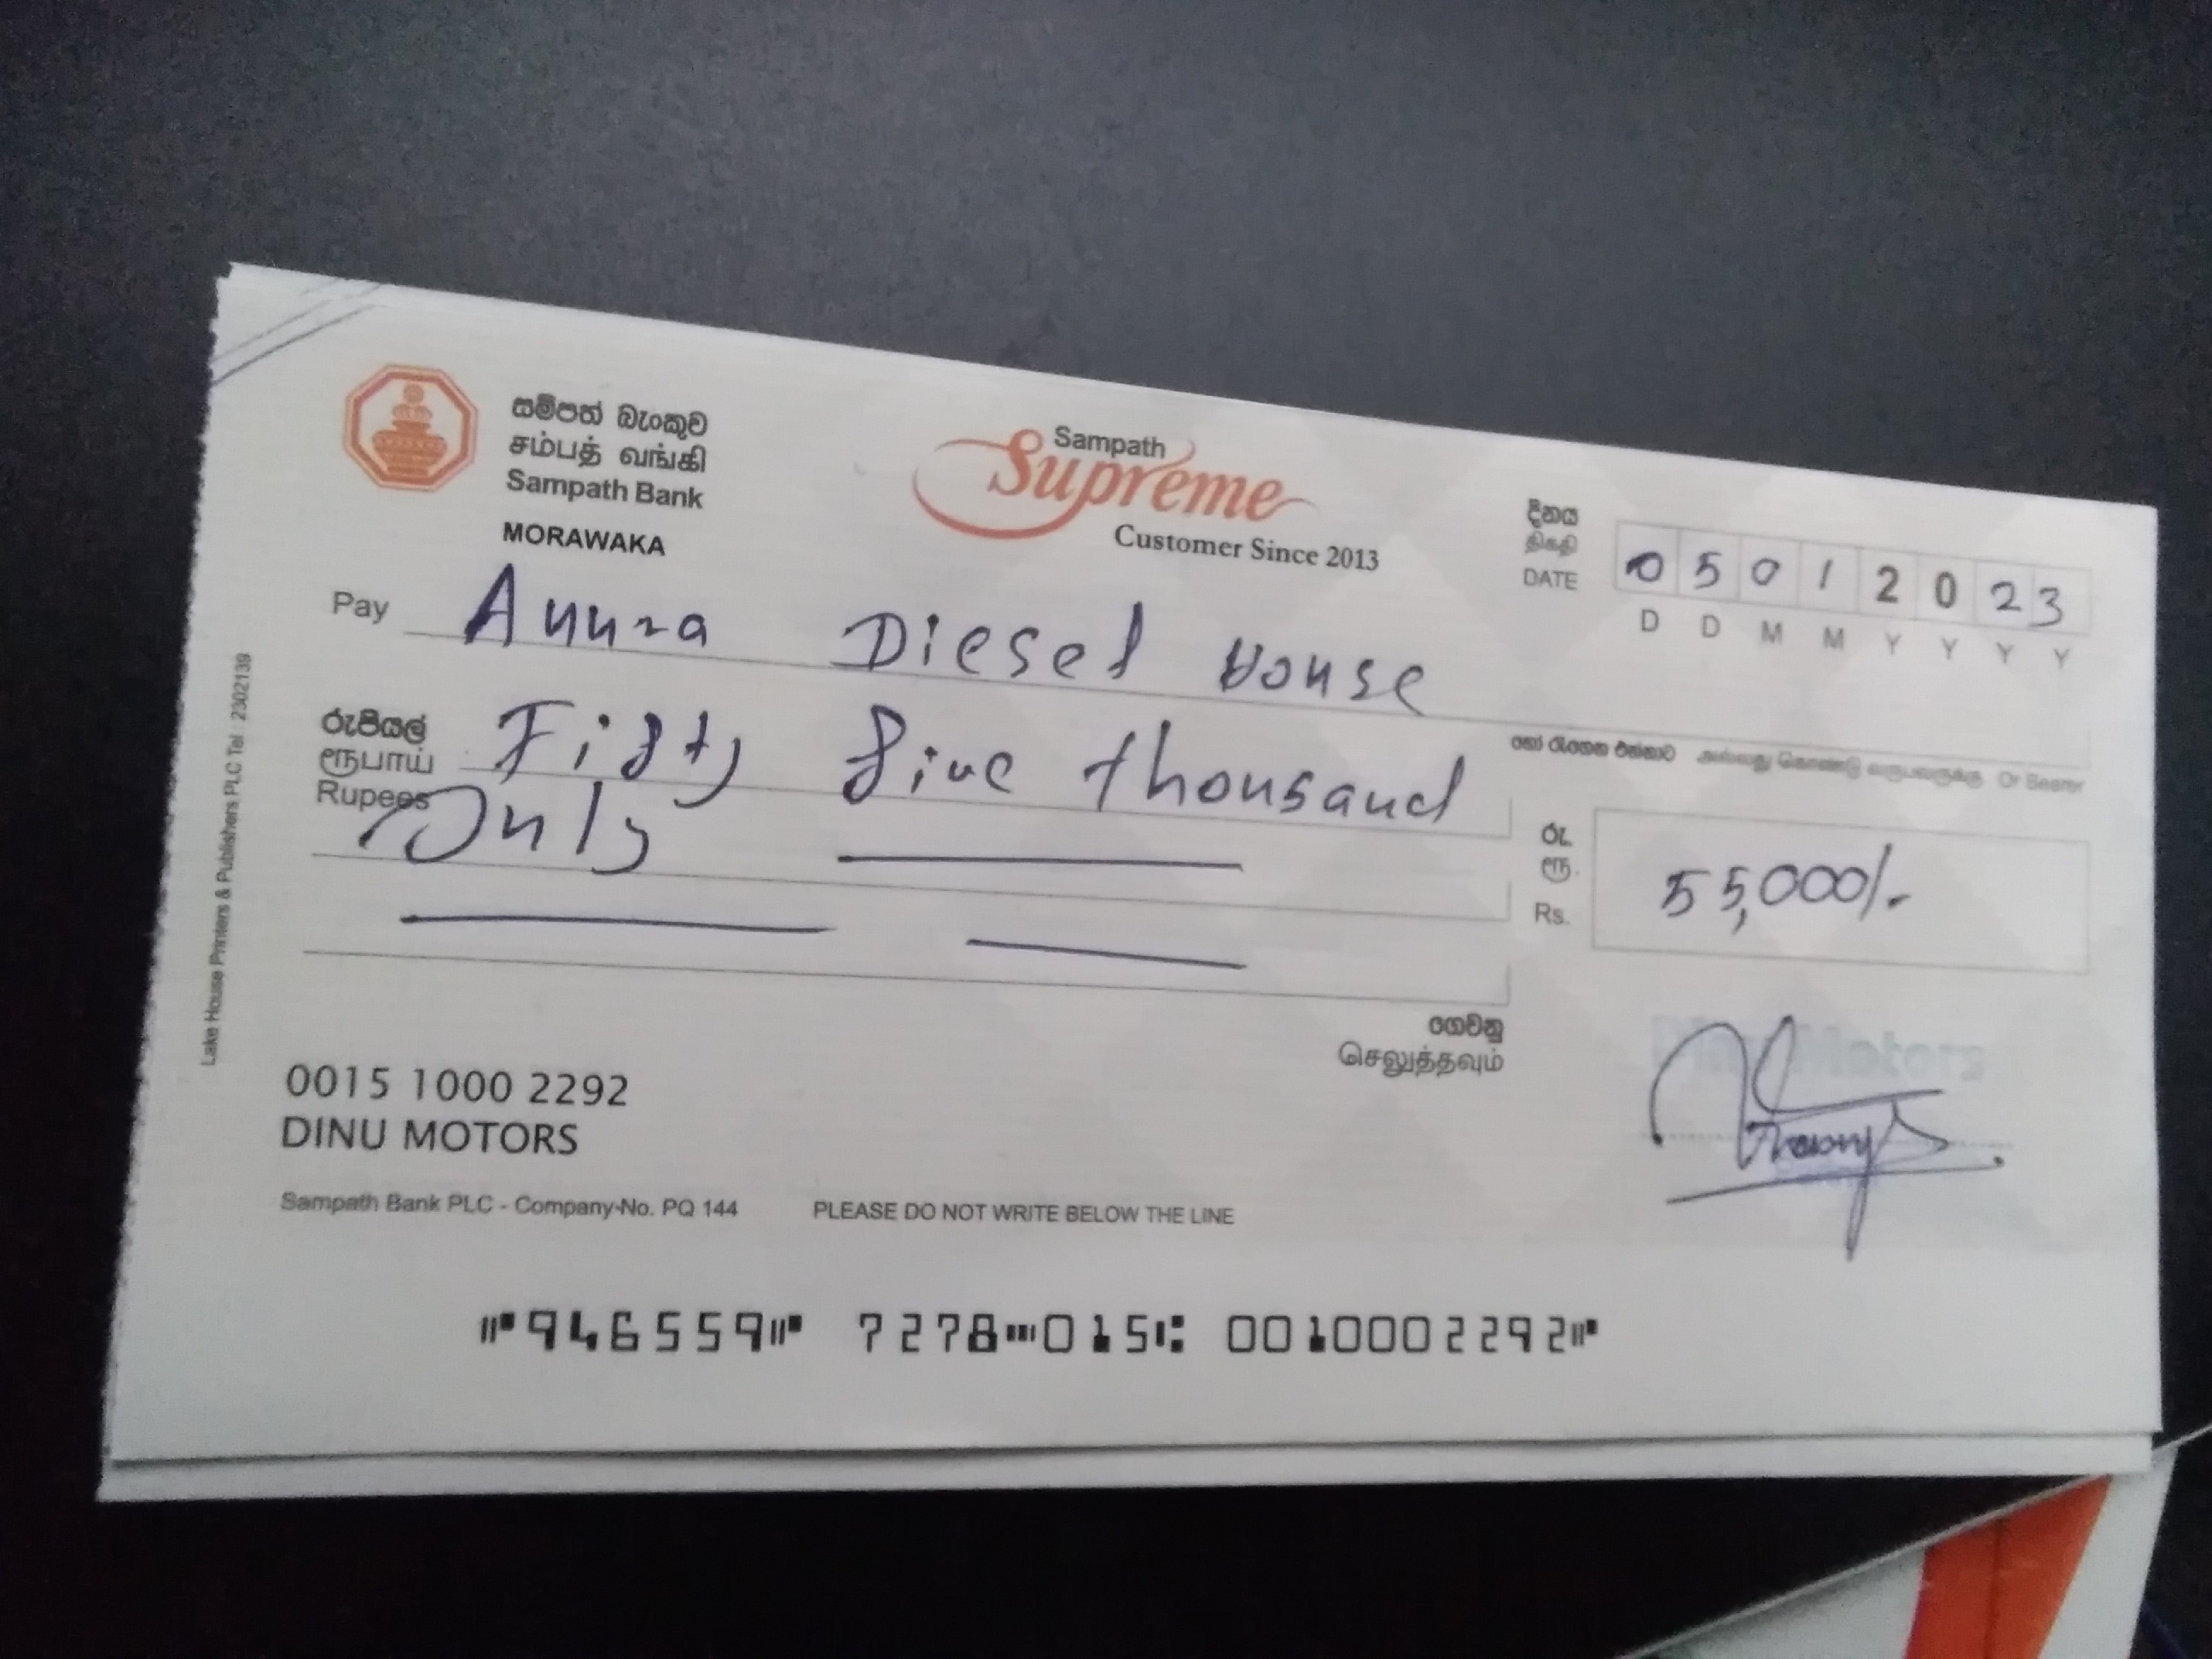 සම්පත් බැංකුව
சம்பத் வங்கி
Sampath Bank
MORAWAKA
Sampath
Supreme
Customer Since 2013
දිනය
திகதி
DATE
0 5 0 1 2 0 2 3
D D M M Y Y Y Y
Pay Anura Diesel House
හෝ රැගෙන එන්නාට அல்லது கொண்டு வருபவருக்கு Or Bearer
රුපියල්
ரூபாய்
Rupees
Fifty five thousand
Only
රු.
ரூ.
Rs.
55,000/-
ගෙවනු
செலுத்தவும்
Motors
0015 1000 2292
DINU MOTORS
Sampath Bank PLC - Company-No. PQ 144 PLEASE DO NOT WRITE BELOW THE LINE
⑈946559⑈ 7278⑉015⑆ 0010002292⑈
Lake House Printers & Publishers PLC Tel : 2302139